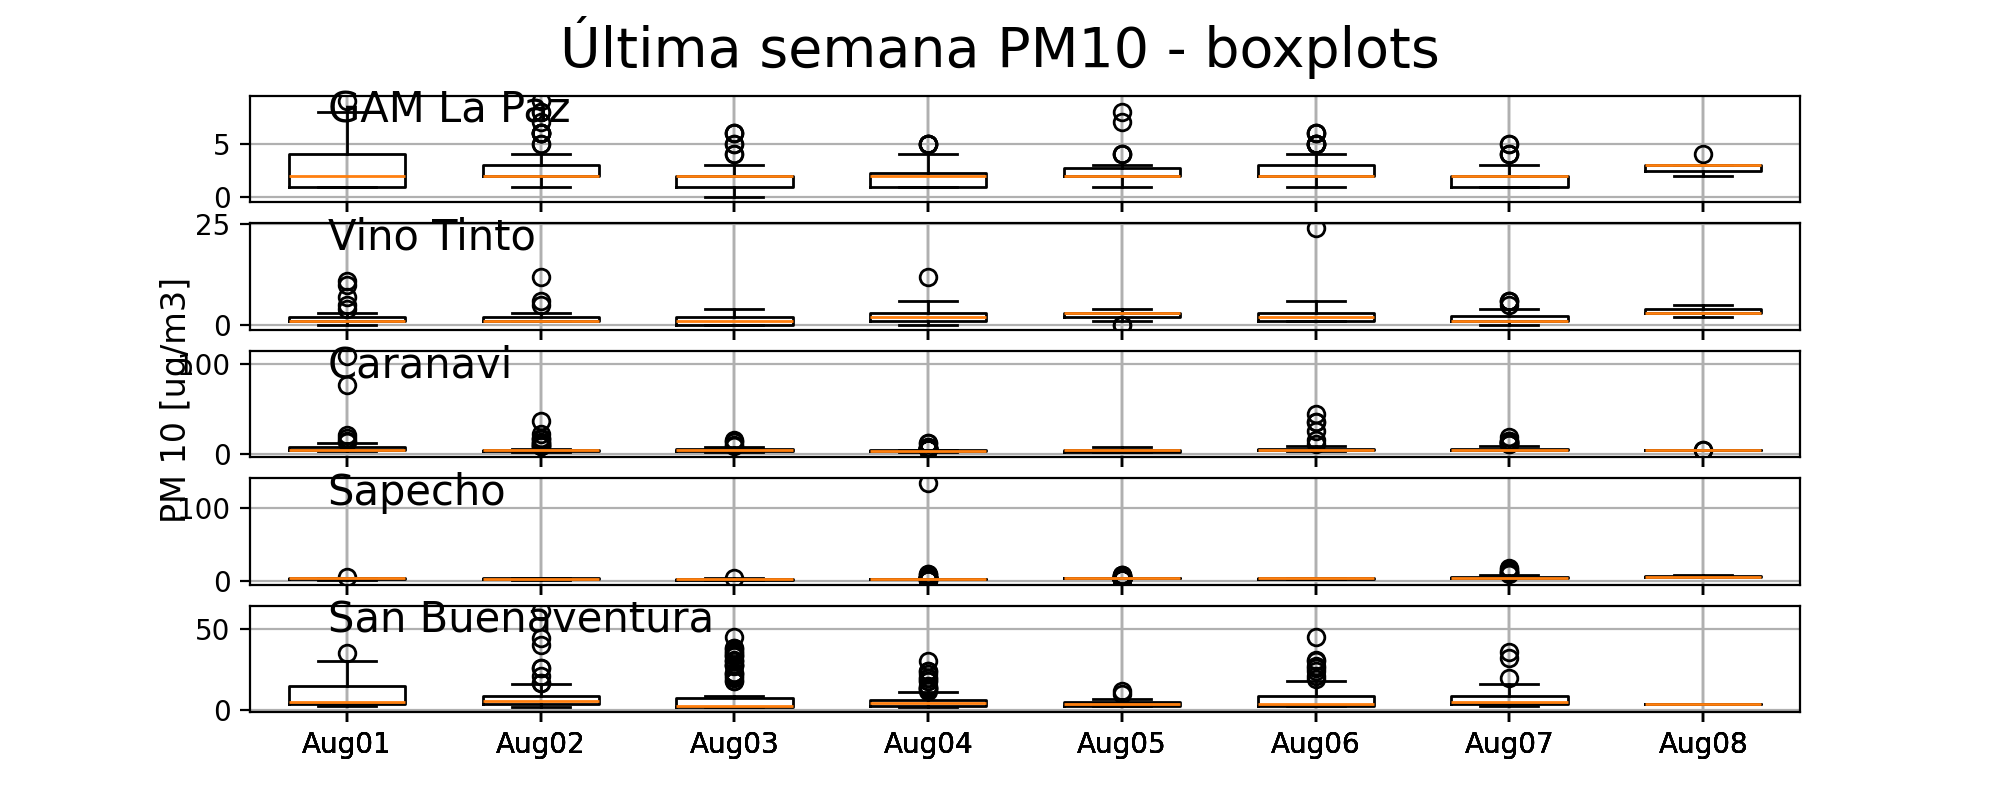 Última semana PM10 - boxplots
GAM La Paz
5
0
Vino Tinto
25
0
Caranavi
100
0
Sapecho
100
0
San Buenaventura
50
0
PM 10 [ug/m3]
Aug01 Aug02 Aug03 Aug04 Aug05 Aug06 Aug07 Aug08